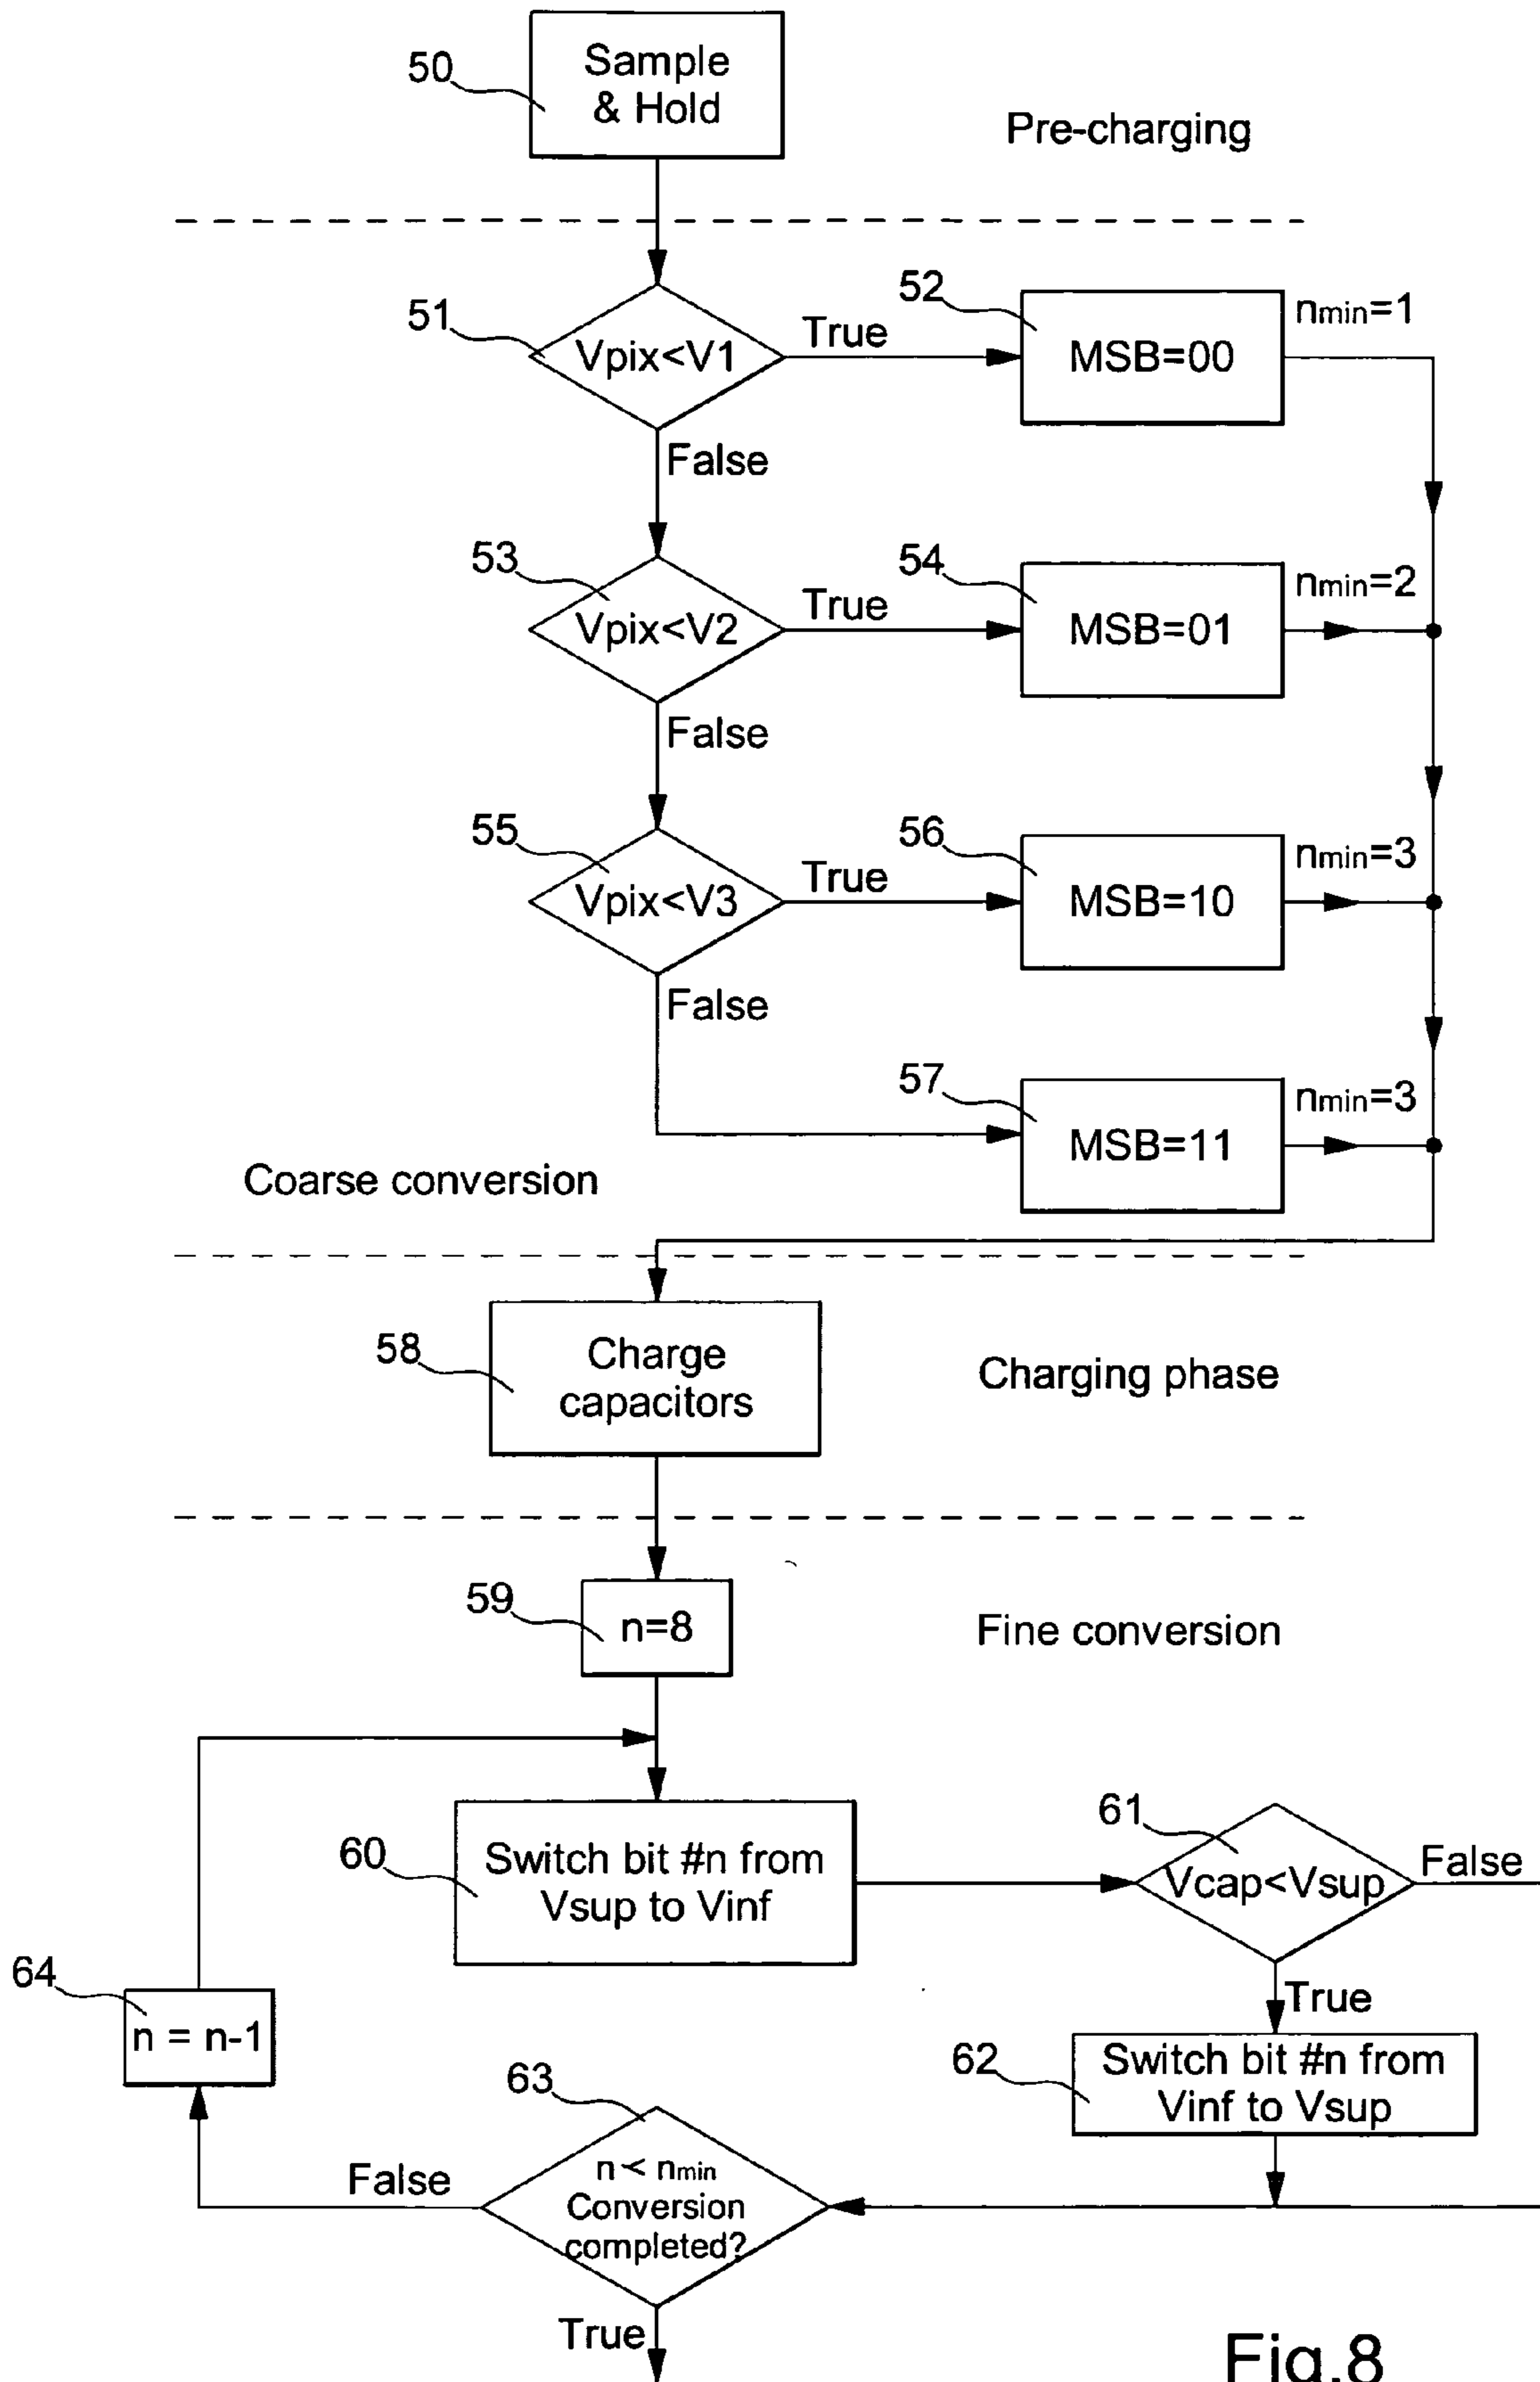 50
Sample
& Hold
Pre-charging
51
Vpix<V1
True
52
MSB=00
nmin=1
False
53
Vpix<V2
True
54
MSB=01
nmin=2
False
55
Vpix<V3
True
56
MSB=10
nmin=3
False
57
MSB=11
nmin=3
Coarse conversion
58
Charge
capacitors
Charging phase
59
n=8
Fine conversion
60
Switch bit #n from
Vsup to Vinf
61
Vcap<Vsup
False
True
62
Switch bit #n from
Vinf to Vsup
63
n < nmin
Conversion
completed?
False
64
n = n-1
True
Fig.8